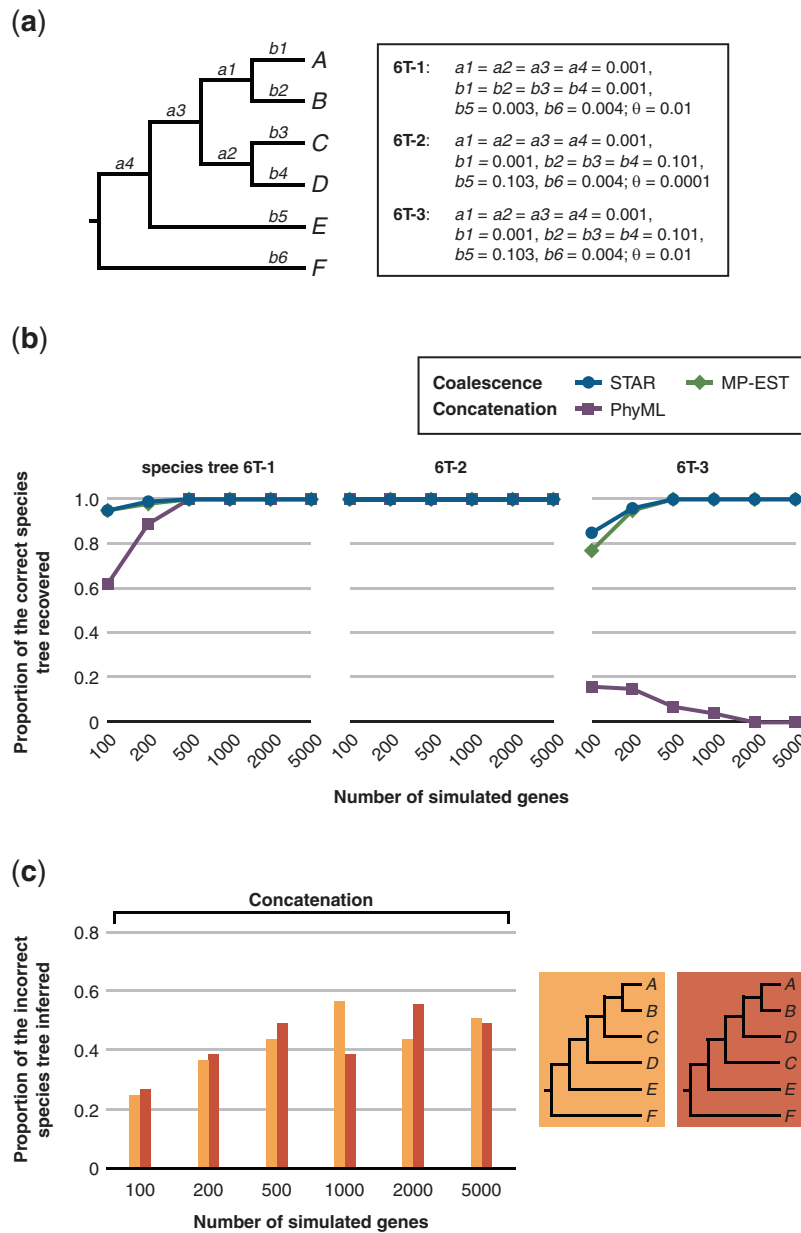 (a)
b1 A
a1
b2 B
a3
b3 C
a2
a4
b4 D
b5 E
b6 F
6T-1: a1 = a2 = a3 = a4 = 0.001,
b1 = b2 = b3 = b4 = 0.001,
b5 = 0.003, b6 = 0.004; θ = 0.01
6T-2: a1 = a2 = a3 = a4 = 0.001,
b1 = 0.001, b2 = b3 = b4 = 0.101,
b5 = 0.103, b6 = 0.004; θ = 0.0001
6T-3: a1 = a2 = a3 = a4 = 0.001,
b1 = 0.001, b2 = b3 = b4 = 0.101,
b5 = 0.103, b6 = 0.004; θ = 0.01
(b)
Coalescence STAR MP-EST
Concatenation PhyML
species tree 6T-1 6T-2 6T-3
Proportion of the correct species
tree recovered
1.0
0.8
0.6
0.4
0.2
0
100 200 500 1000 2000 5000
100 200 500 1000 2000 5000
100 200 500 1000 2000 5000
Number of simulated genes
(c)
Concatenation
Proportion of the incorrect
species tree inferred
0.8
0.6
0.4
0.2
0
100 200 500 1000 2000 5000
Number of simulated genes
A
B
C
D
E
F
A
B
D
C
E
F